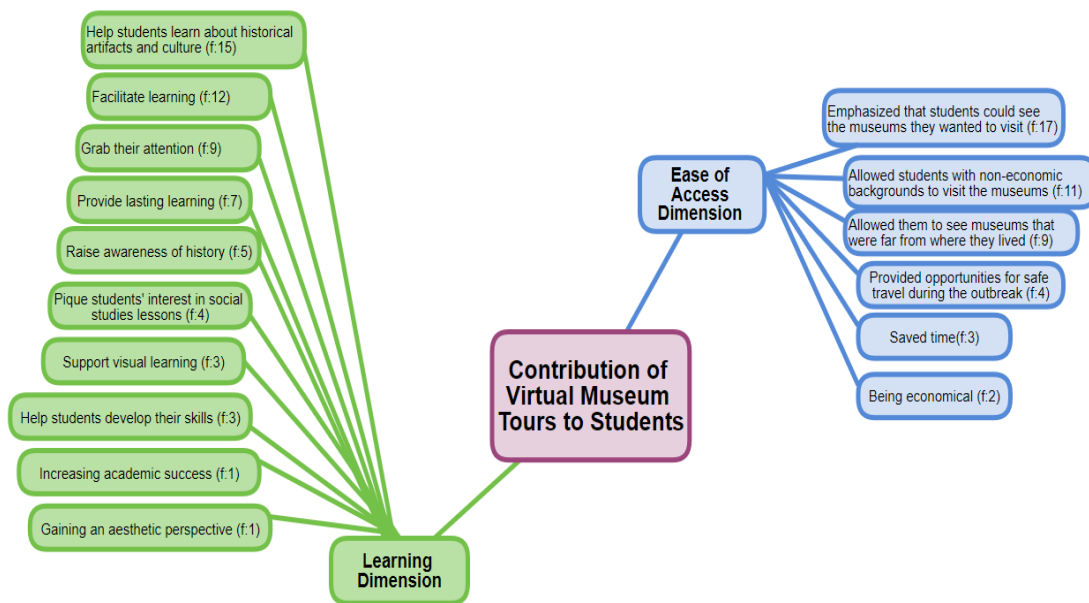 Help students learn about historical
artifacts and culture (f:15)
Facilitate learning (f:12)
Grab their attention (f:9)
Provide lasting learning (f:7)
Raise awareness of history (f:5)
Pique students' interest in social
studies lessons (f:4)
Support visual learning (f:3)
Help students develop their skills (f:3)
Increasing academic success (f:1)
Gaining an aesthetic perspective (f:1)
Learning
Dimension
Contribution of
Virtual Museum
Tours to Students
Ease of
Access
Dimension
Emphasized that students could see
the museums they wanted to visit (f:17)
Allowed students with non-economic
backgrounds to visit the museums (f:11)
Allowed them to see museums that
were far from where they lived (f:9)
Provided opportunities for safe
travel during the outbreak (f:4)
Saved time(f:3)
Being economical (f:2)